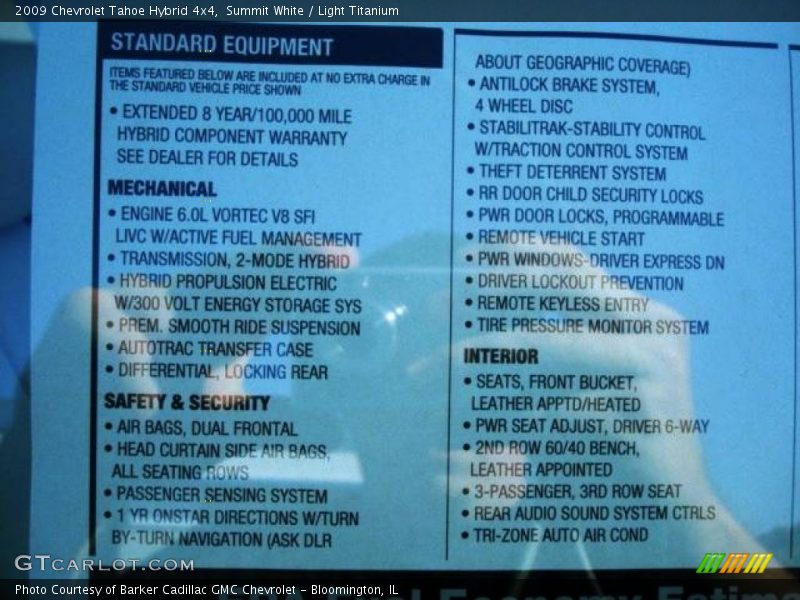 2009 Chevrolet Tahoe Hybrid 4x4, Summit White / Light Titanium
STANDARD EQUIPMENT
ITEMS FEATURED BELOW ARE INCLUDED AT NO EXTRA CHARGE IN
THE STANDARD VEHICLE PRICE SHOWN
• EXTENDED 8 YEAR/100,000 MILE
HYBRID COMPONENT WARRANTY
SEE DEALER FOR DETAILS
MECHANICAL
• ENGINE 6.0L VORTEC V8 SFI
LIVC W/ACTIVE FUEL MANAGEMENT
• TRANSMISSION, 2-MODE HYBRID
• HYBRID PROPULSION ELECTRIC
W/300 VOLT ENERGY STORAGE SYS
• PREM. SMOOTH RIDE SUSPENSION
• AUTOTRAC TRANSFER CASE
• DIFFERENTIAL, LOCKING REAR
SAFETY & SECURITY
• AIR BAGS, DUAL FRONTAL
• HEAD CURTAIN SIDE AIR BAGS,
ALL SEATING ROWS
• PASSENGER SENSING SYSTEM
• 1 YR ONSTAR DIRECTIONS W/TURN
BY-TURN NAVIGATION (ASK DLR
ABOUT GEOGRAPHIC COVERAGE)
• ANTILOCK BRAKE SYSTEM,
4 WHEEL DISC
• STABILITRAK-STABILITY CONTROL
W/TRACTION CONTROL SYSTEM
• THEFT DETERRENT SYSTEM
• RR DOOR CHILD SECURITY LOCKS
• PWR DOOR LOCKS, PROGRAMMABLE
• REMOTE VEHICLE START
• PWR WINDOWS-DRIVER EXPRESS DN
• DRIVER LOCKOUT PREVENTION
• REMOTE KEYLESS ENTRY
• TIRE PRESSURE MONITOR SYSTEM
INTERIOR
• SEATS, FRONT BUCKET,
LEATHER APPTD/HEATED
• PWR SEAT ADJUST, DRIVER 6-WAY
• 2ND ROW 60/40 BENCH,
LEATHER APPOINTED
• 3-PASSENGER, 3RD ROW SEAT
• REAR AUDIO SOUND SYSTEM CTRLS
• TRI-ZONE AUTO AIR COND
GTCARLOT.COM
Photo Courtesy of Barker Cadillac GMC Chevrolet - Bloomington, IL